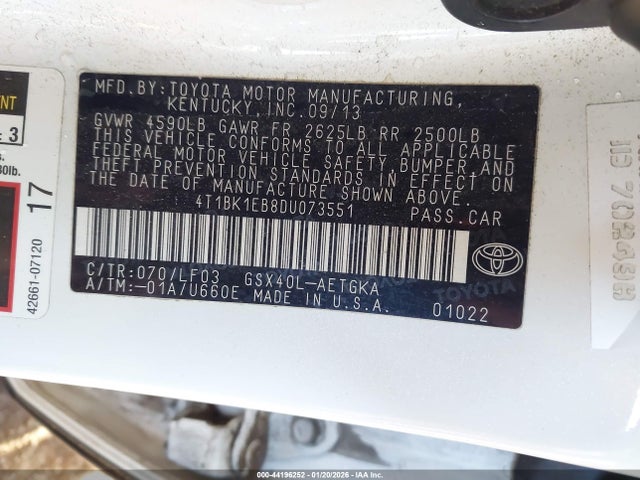 MFD.BY:TOYOTA MOTOR MANUFACTURING,
KENTUCKY,INC.09/13
GVWR 4590LB GAWR FR 2625LB RR 2500LB
THIS VEHICLE CONFORMS TO ALL APPLICABLE
FEDERAL MOTOR VEHICLE SAFETY, BUMPER,AND
THEFT PREVENTION STANDARDS IN EFFECT ON
THE DATE OF MANUFACTURE SHOWN ABOVE.
4T1BK1EB8DU073551 PASS.CAR
C/TR:070/LF03 GSX40L-AETGKA
A/TM:-01A7U660E MADE IN U.S.A.
01022
TOYOTA
3
17
42661-07120
000-44196252 - 01/20/2026 - IAA Inc.